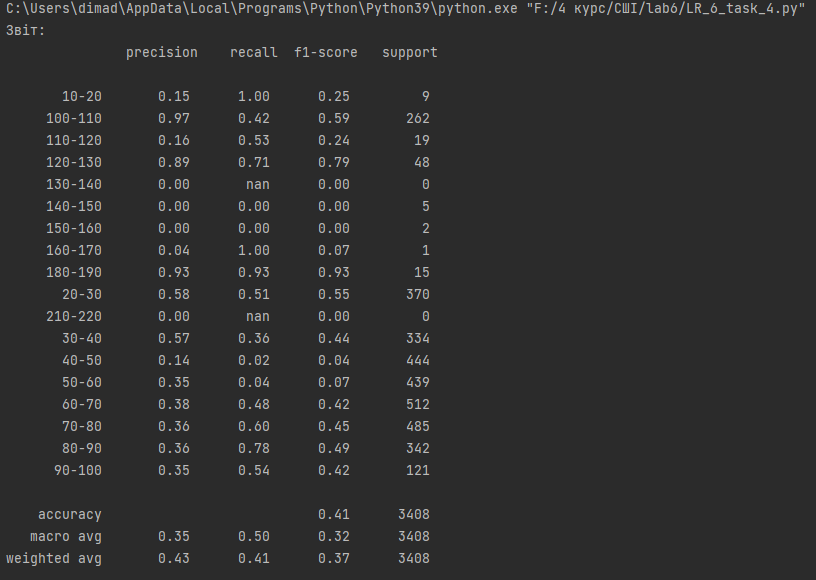 C:\Users\dimad\AppData\Local\Programs\Python\Python39\python.exe "F:/4 курс/СШІ/lab6/LR_6_task_4.py"
Звіт:
precision recall f1-score support
10-20 0.15 1.00 0.25 9
100-110 0.97 0.42 0.59 262
110-120 0.16 0.53 0.24 19
120-130 0.89 0.71 0.79 48
130-140 0.00 nan 0.00 0
140-150 0.00 0.00 0.00 5
150-160 0.00 0.00 0.00 2
160-170 0.04 1.00 0.07 1
180-190 0.93 0.93 0.93 15
20-30 0.58 0.51 0.55 370
210-220 0.00 nan 0.00 0
30-40 0.57 0.36 0.44 334
40-50 0.14 0.02 0.04 444
50-60 0.35 0.04 0.07 439
60-70 0.38 0.48 0.42 512
70-80 0.36 0.60 0.45 485
80-90 0.36 0.78 0.49 342
90-100 0.35 0.54 0.42 121
accuracy 0.41 3408
macro avg 0.35 0.50 0.32 3408
weighted avg 0.43 0.41 0.37 3408